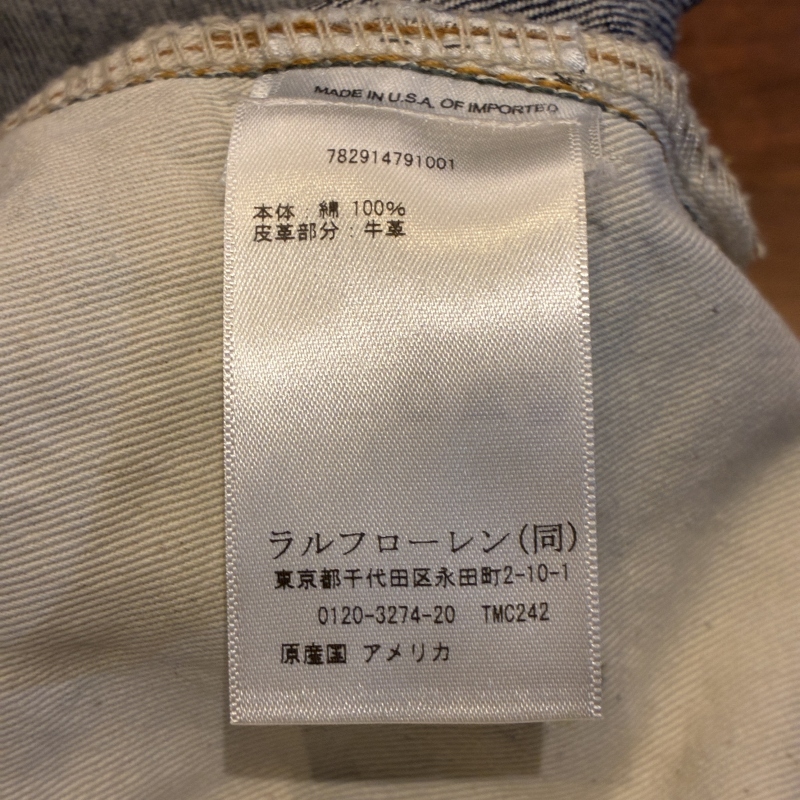 MADE IN U.S.A. OF IMPORTED
782914791001
本体：綿 100%
皮革部分：牛革
ラルフローレン(同)
東京都千代田区永田町2-10-1
0120-3274-20 TMC242
原産国 アメリカ